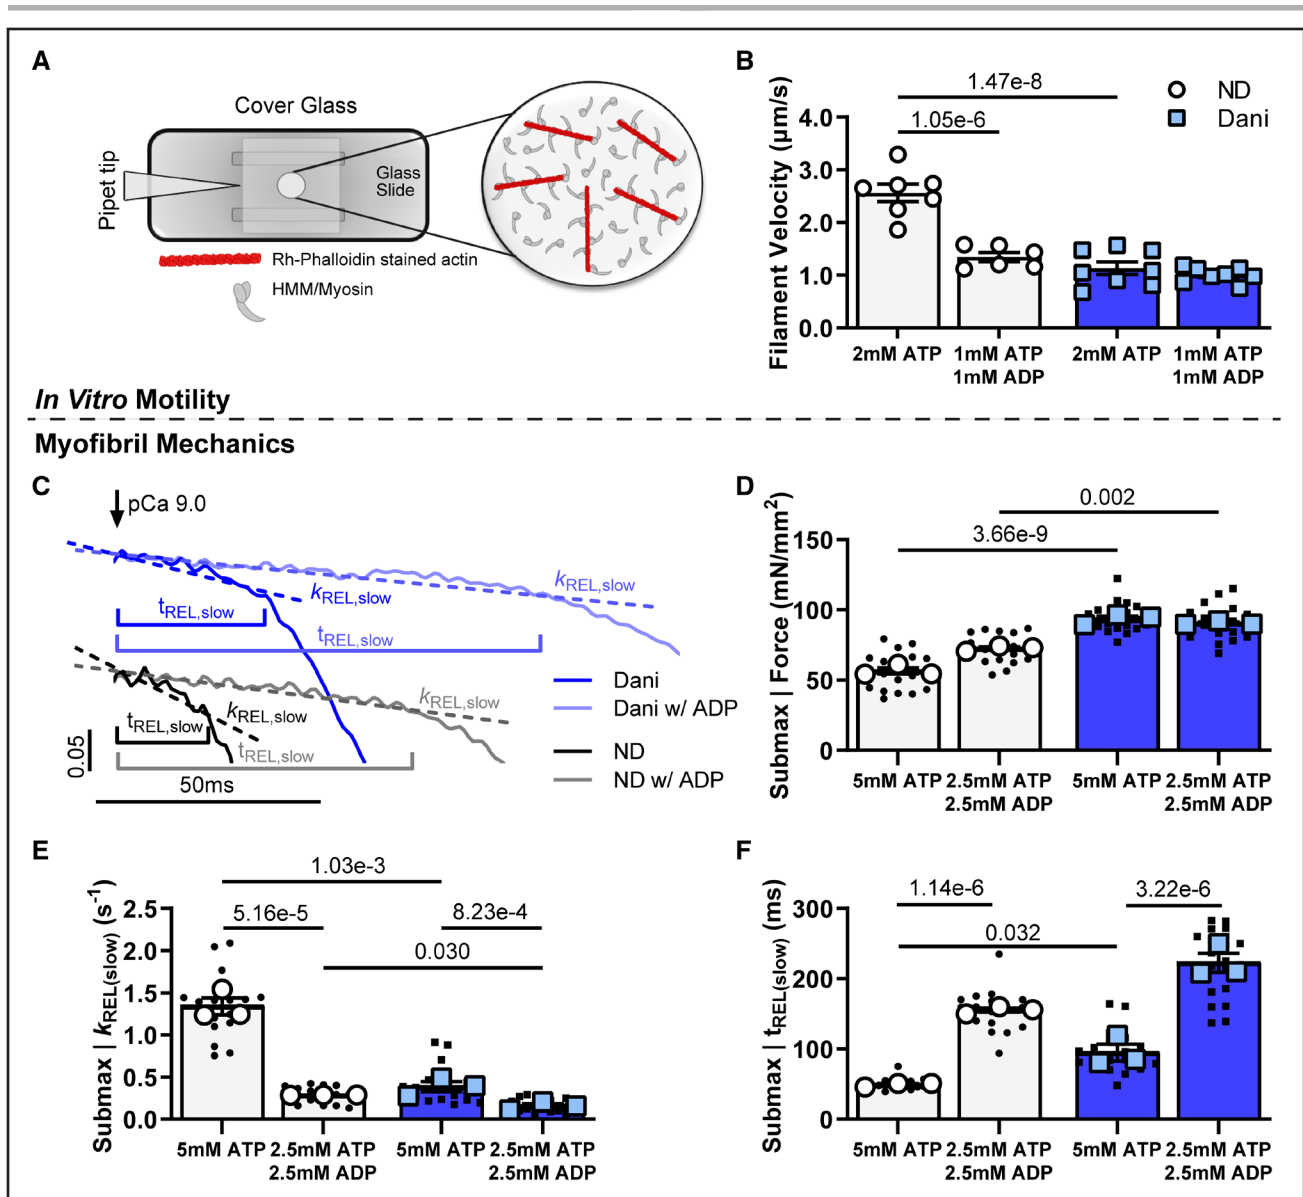 A
Cover Glass
Pipet tip
Glass
Slide
Rh-Phalloidin stained actin
HMM/Myosin
B
1.47e-8
1.05e-6
ND
Dani
Filament Velocity (µm/s)
4.0
3.0
2.0
1.0
0.0
2mM ATP
1mM ATP
1mM ADP
2mM ATP
1mM ATP
1mM ADP
In Vitro Motility
Myofibril Mechanics
C
pCa 9.0
kREL,slow
kREL,slow
tREL,slow
tREL,slow
kREL,slow
kREL,slow
tREL,slow
tREL,slow
0.05
50ms
Dani
Dani w/ ADP
ND
ND w/ ADP
D
0.002
3.66e-9
Submax | Force (mN/mm2)
150
100
50
0
5mM ATP
2.5mM ATP
2.5mM ADP
5mM ATP
2.5mM ATP
2.5mM ADP
E
1.03e-3
5.16e-5
8.23e-4
0.030
Submax | kREL(slow) (s-1)
2.5
2.0
1.5
1.0
0.5
0.0
5mM ATP
2.5mM ATP
2.5mM ADP
5mM ATP
2.5mM ATP
2.5mM ADP
F
1.14e-6
3.22e-6
0.032
Submax | tREL(slow) (ms)
300
200
100
0
5mM ATP
2.5mM ATP
2.5mM ADP
5mM ATP
2.5mM ATP
2.5mM ADP